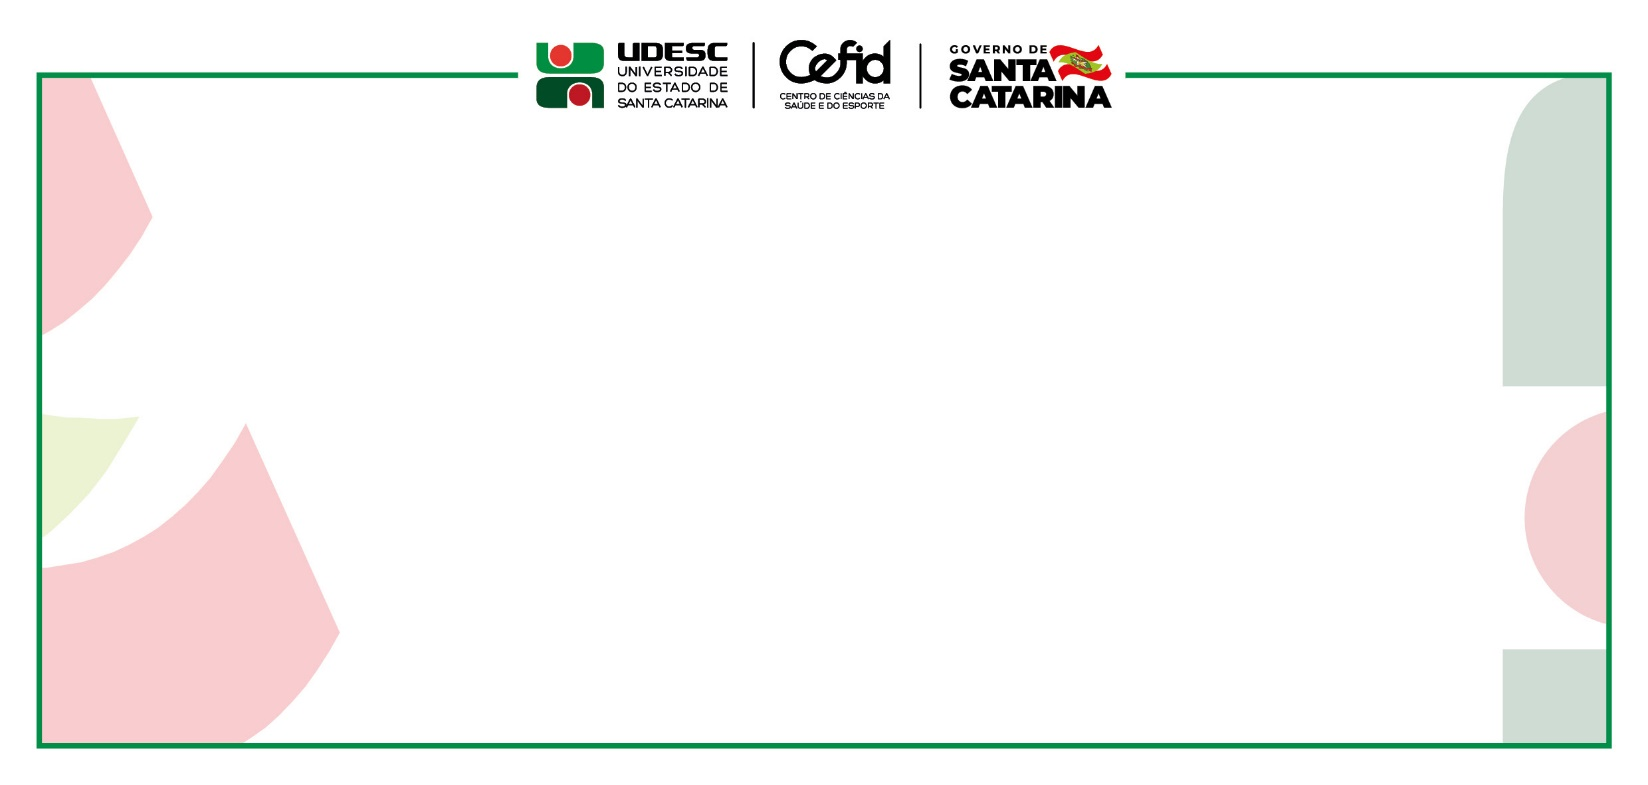 UDESC
UNIVERSIDADE
DO ESTADO DE
SANTA CATARINA
Cefid
CENTRO DE CIÊNCIAS DA
SAÚDE E DO ESPORTE
GOVERNO DE
SANTA
CATARINA